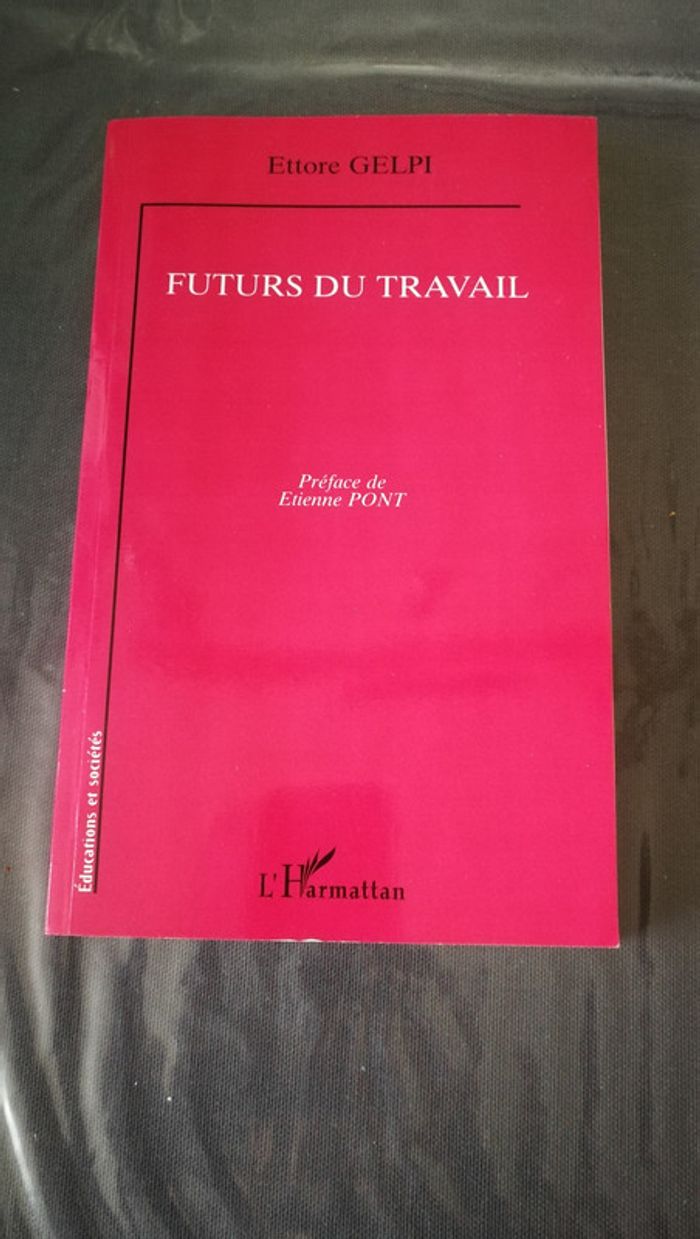 Ettore GELPI
FUTURS DU TRAVAIL
Préface de
Etienne PONT
Éducations et sociétés
L'Harmattan